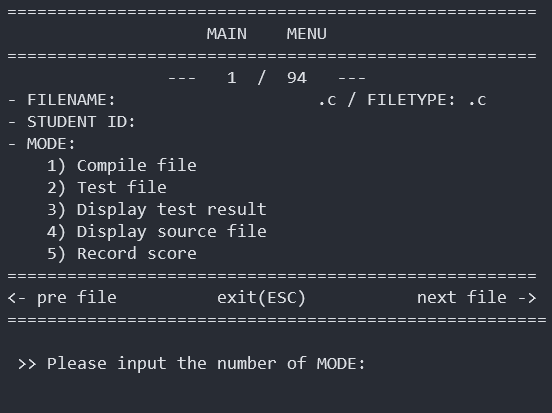 =====================================================
MAIN    MENU
=====================================================
---   1  /  94   ---
- FILENAME:                    .c / FILETYPE: .c
- STUDENT ID:
- MODE:
    1) Compile file
    2) Test file
    3) Display test result
    4) Display source file
    5) Record score
=====================================================
<- pre file          exit(ESC)           next file ->
======================================================
>> Please input the number of MODE: